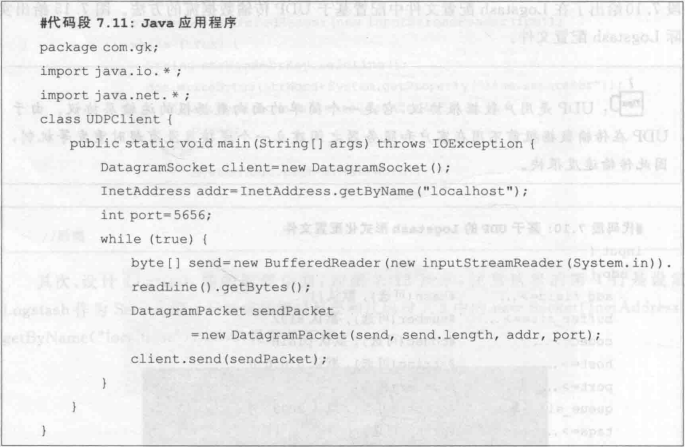 #代码段 7.11: Java 应用程序
package com.gk;
import java.io.*;
import java.net.*;
class UDPClient {
public static void main(String[] args) throws IOException {
DatagramSocket client=new DatagramSocket();
InetAddress addr=InetAddress.getByName("localhost");
int port=5656;
while (true) {
byte[] send=new BufferedReader(new inputStreamReader(System.in)).
readLine().getBytes();
DatagramPacket sendPacket
=new DatagramPacket(send, send.length, addr, port);
client.send(sendPacket);
}
}
}